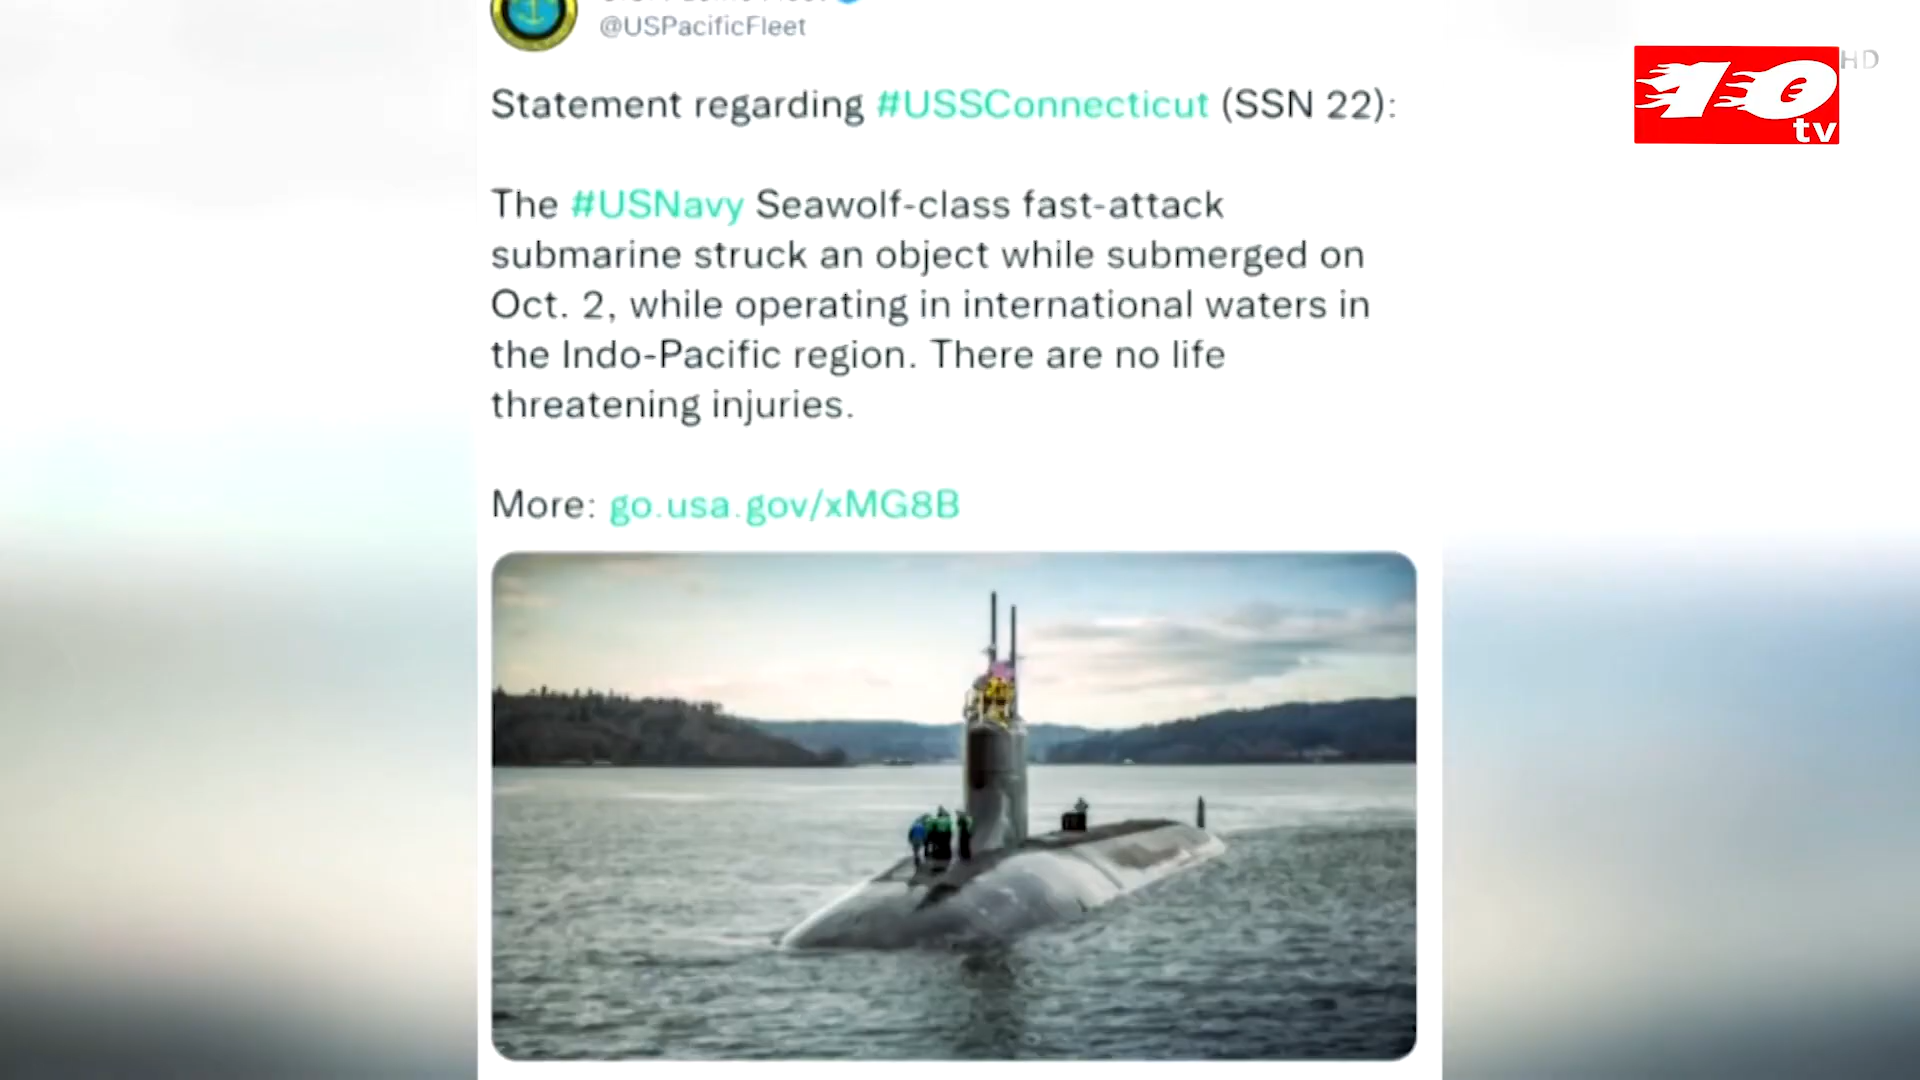 @USPacificFleet
HD
10
tv
Statement regarding #USSConnecticut (SSN 22):
The #USNavy Seawolf-class fast-attack
submarine struck an object while submerged on
Oct. 2, while operating in international waters in
the Indo-Pacific region. There are no life
threatening injuries.
More: go.usa.gov/xMG8B